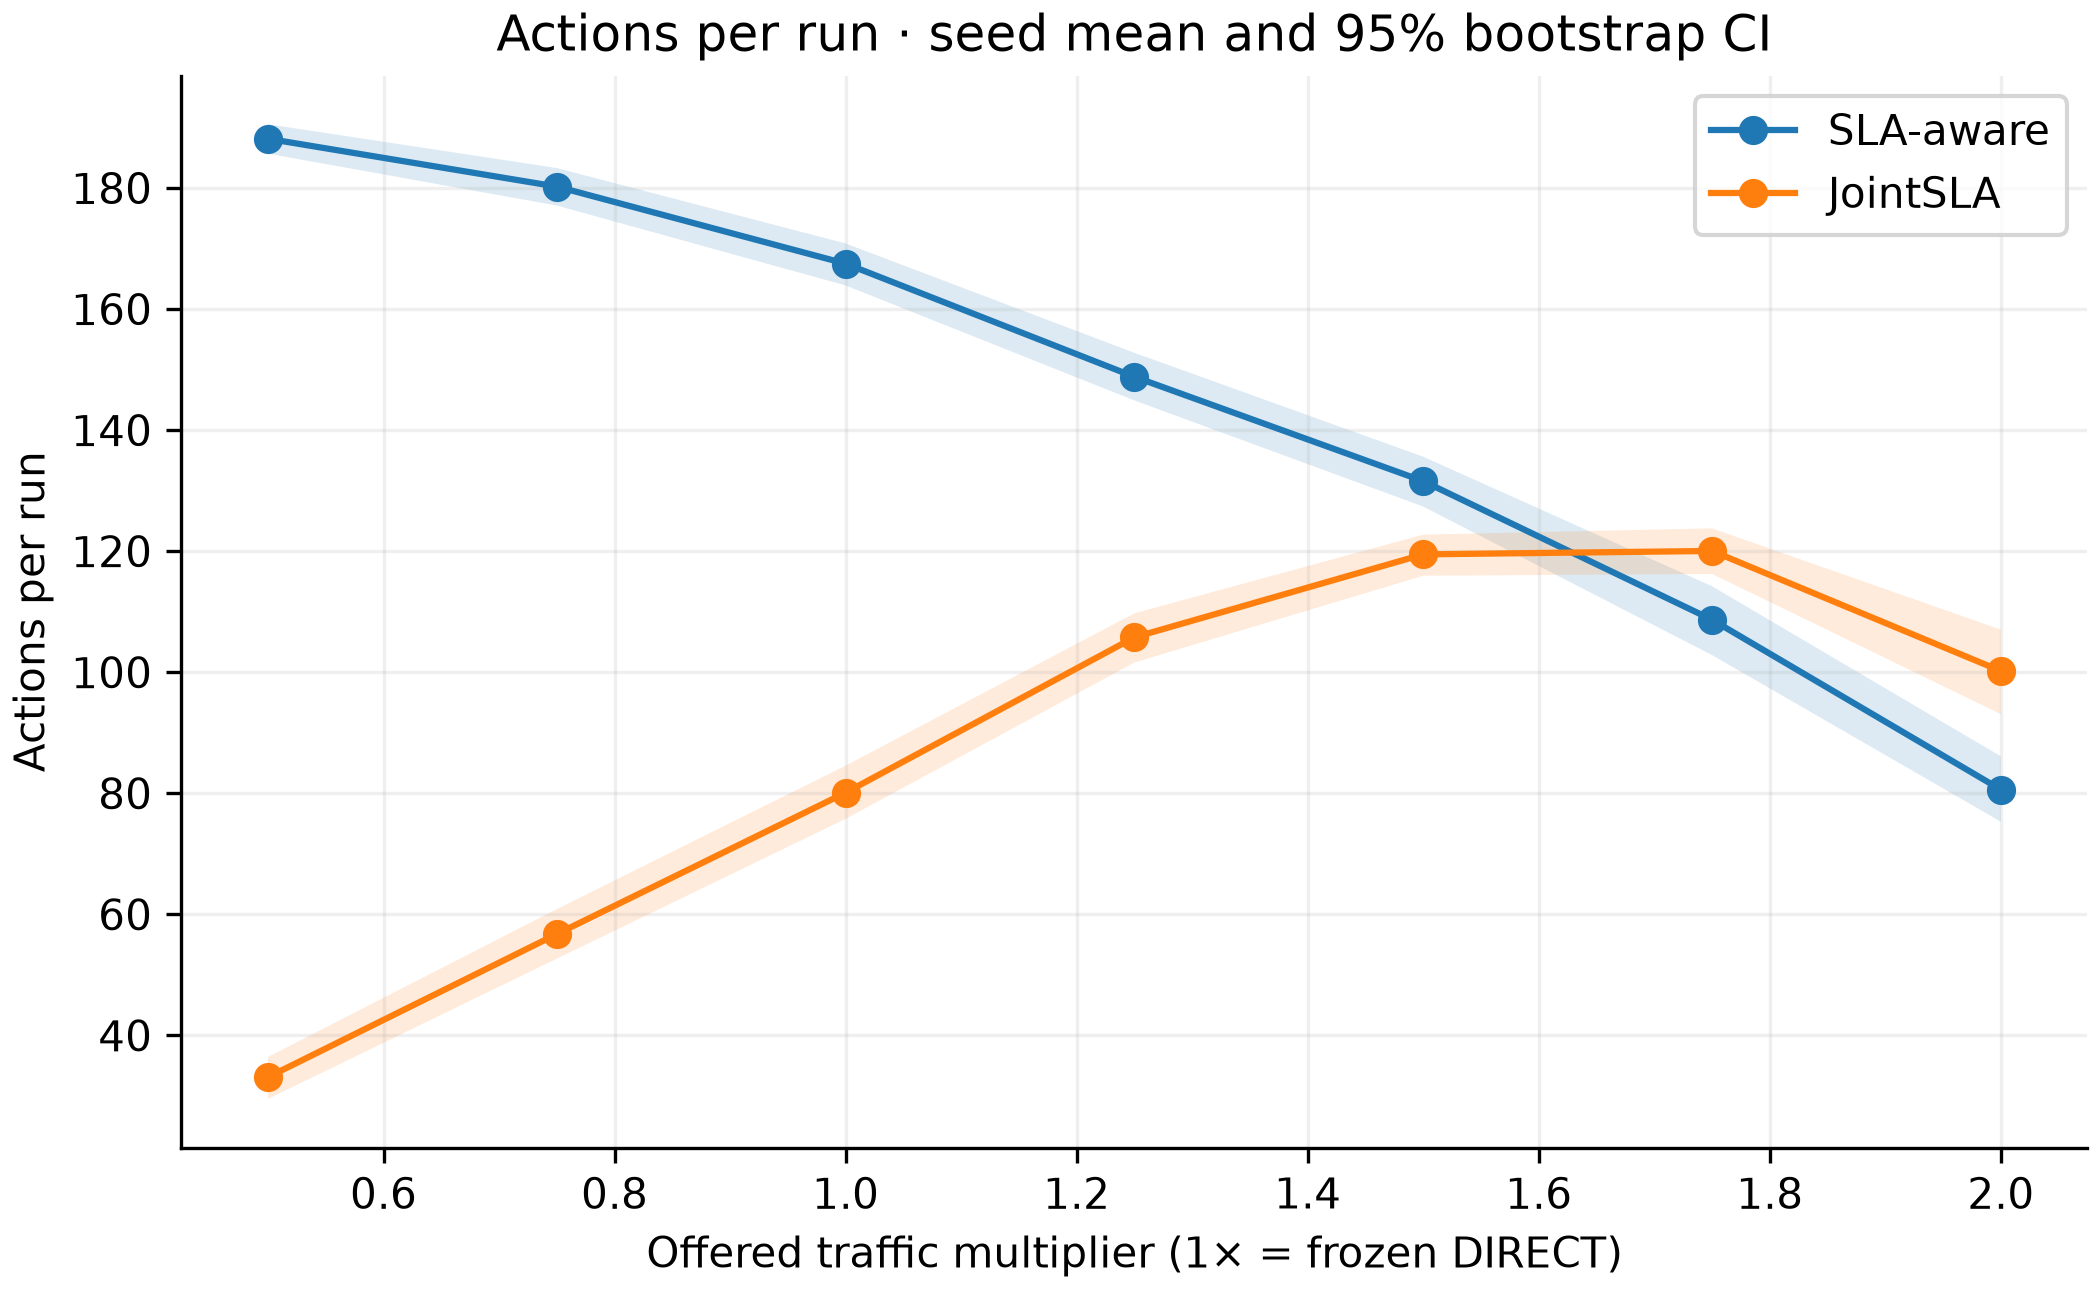 Actions per run · seed mean and 95% bootstrap CI
SLA-aware
JointSLA
180
160
140
120
100
80
60
40
Actions per run
0.6 0.8 1.0 1.2 1.4 1.6 1.8 2.0
Offered traffic multiplier (1× = frozen DIRECT)